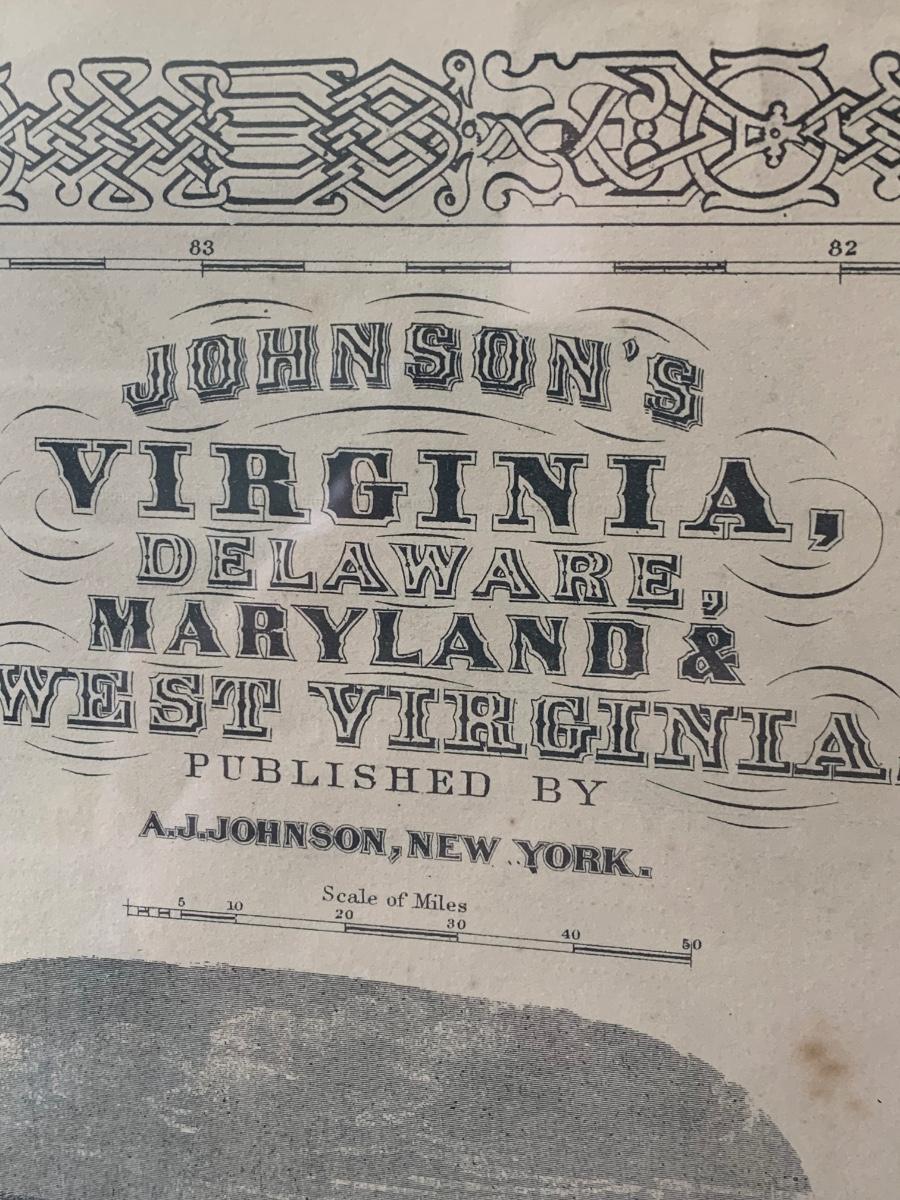 83 82
JOHNSON'S
VIRGINIA,
DELAWARE,
MARYLAND &
WEST VIRGINIA
PUBLISHED BY
A.J.JOHNSON, NEW YORK.
Scale of Miles
5 10 20 30 40 50